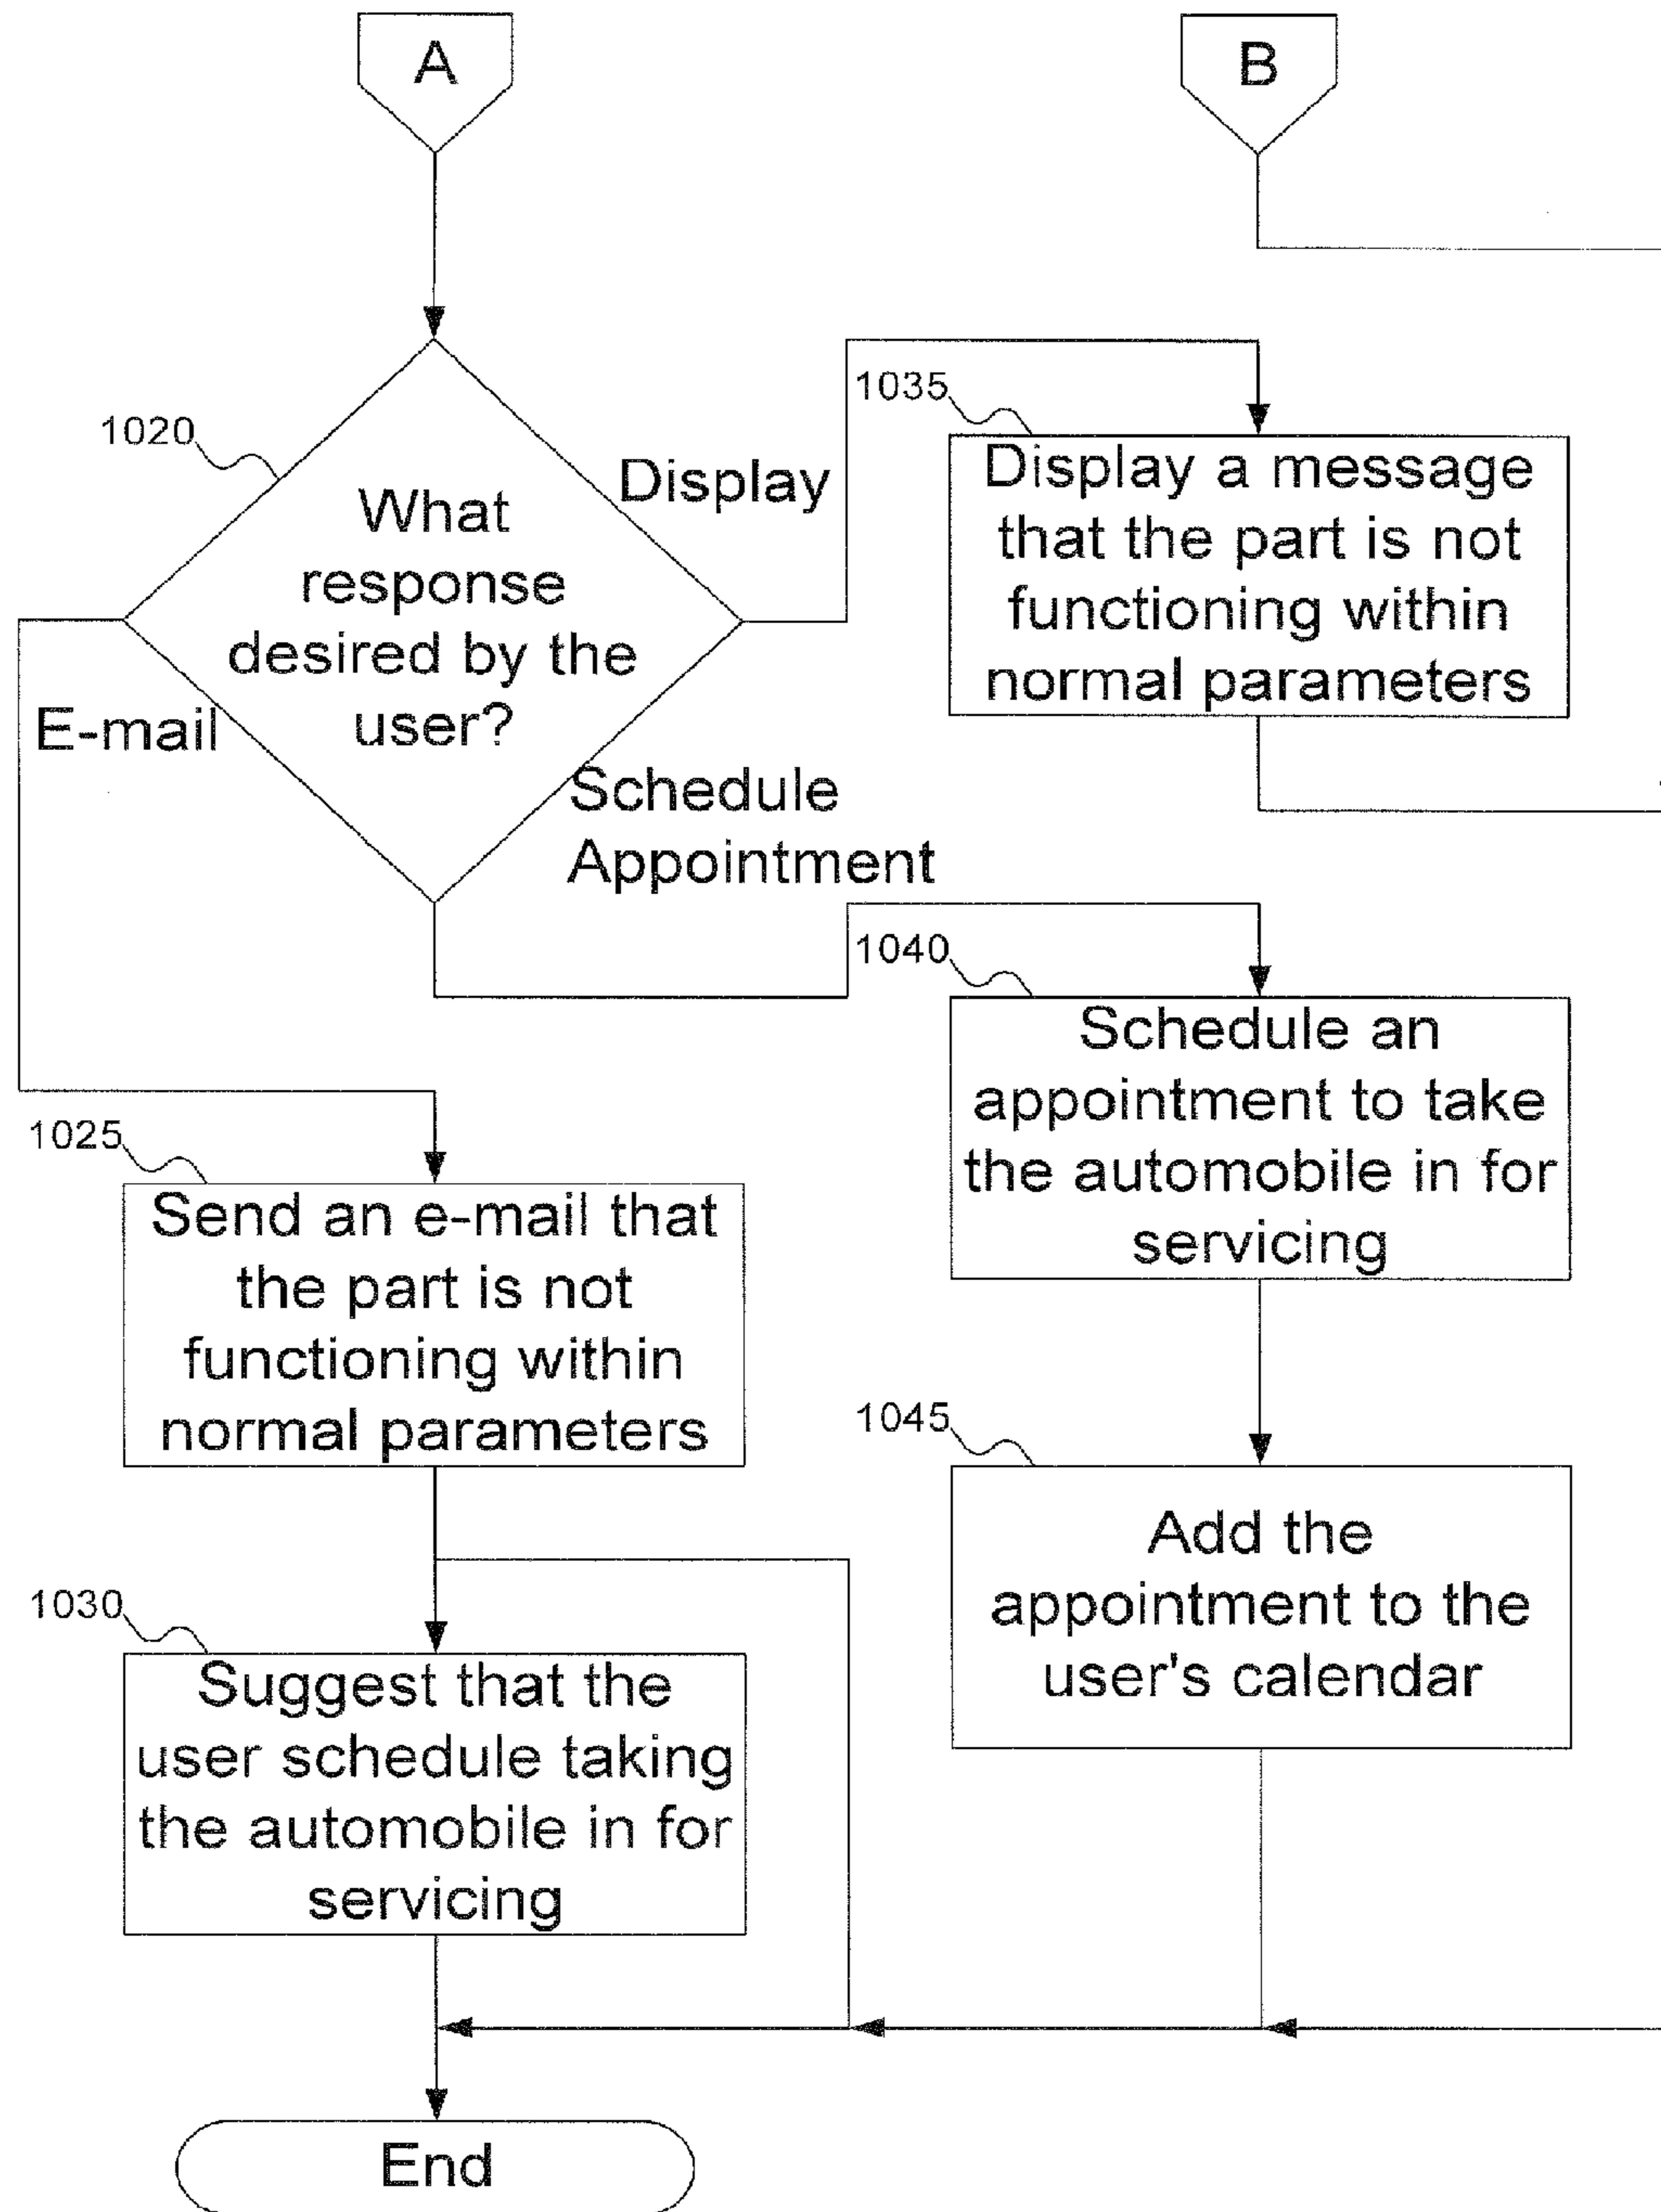 A
B
1020
What
response
desired by the
user?
Display
E-mail
Schedule
Appointment
1035
Display a message
that the part is not
functioning within
normal parameters
1040
Schedule an
appointment to take
the automobile in for
servicing
1025
Send an e-mail that
the part is not
functioning within
normal parameters
1045
Add the
appointment to the
user's calendar
1030
Suggest that the
user schedule taking
the automobile in for
servicing
End